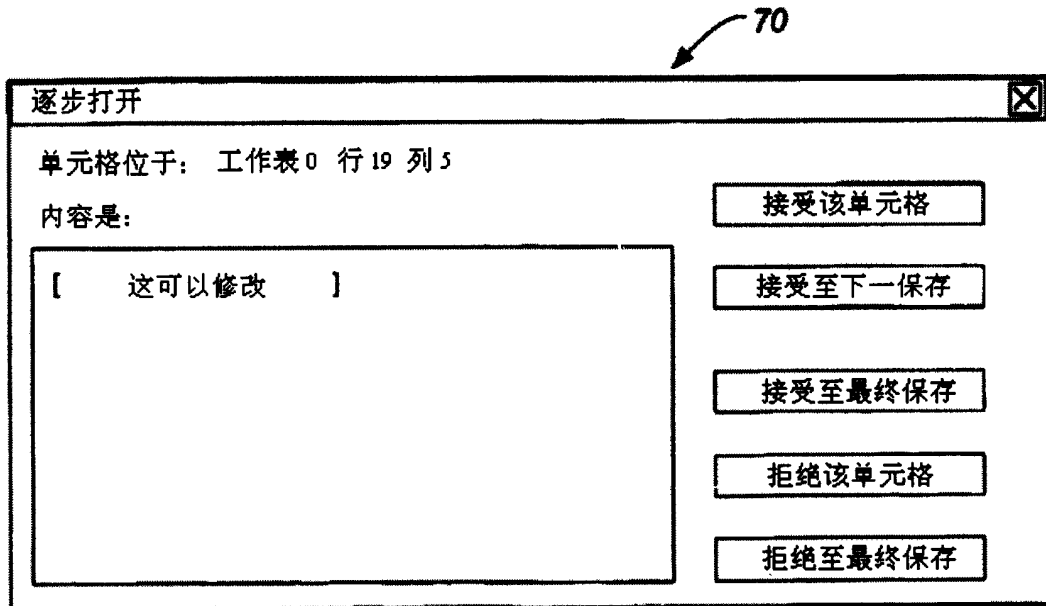 70
逐步打开
单元格位于: 工作表0 行19 列5
内容是:
[ 这可以修改 ]
接受该单元格
接受至下一保存
接受至最终保存
拒绝该单元格
拒绝至最终保存